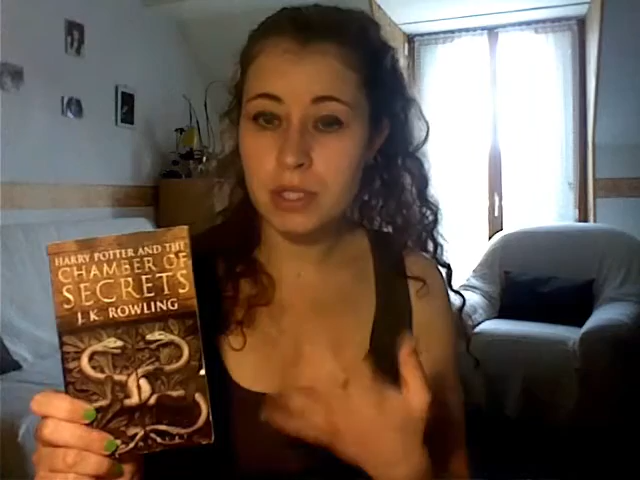 HARRY POTTER AND THE
CHAMBER OF
SECRETS
J. K. ROWLING